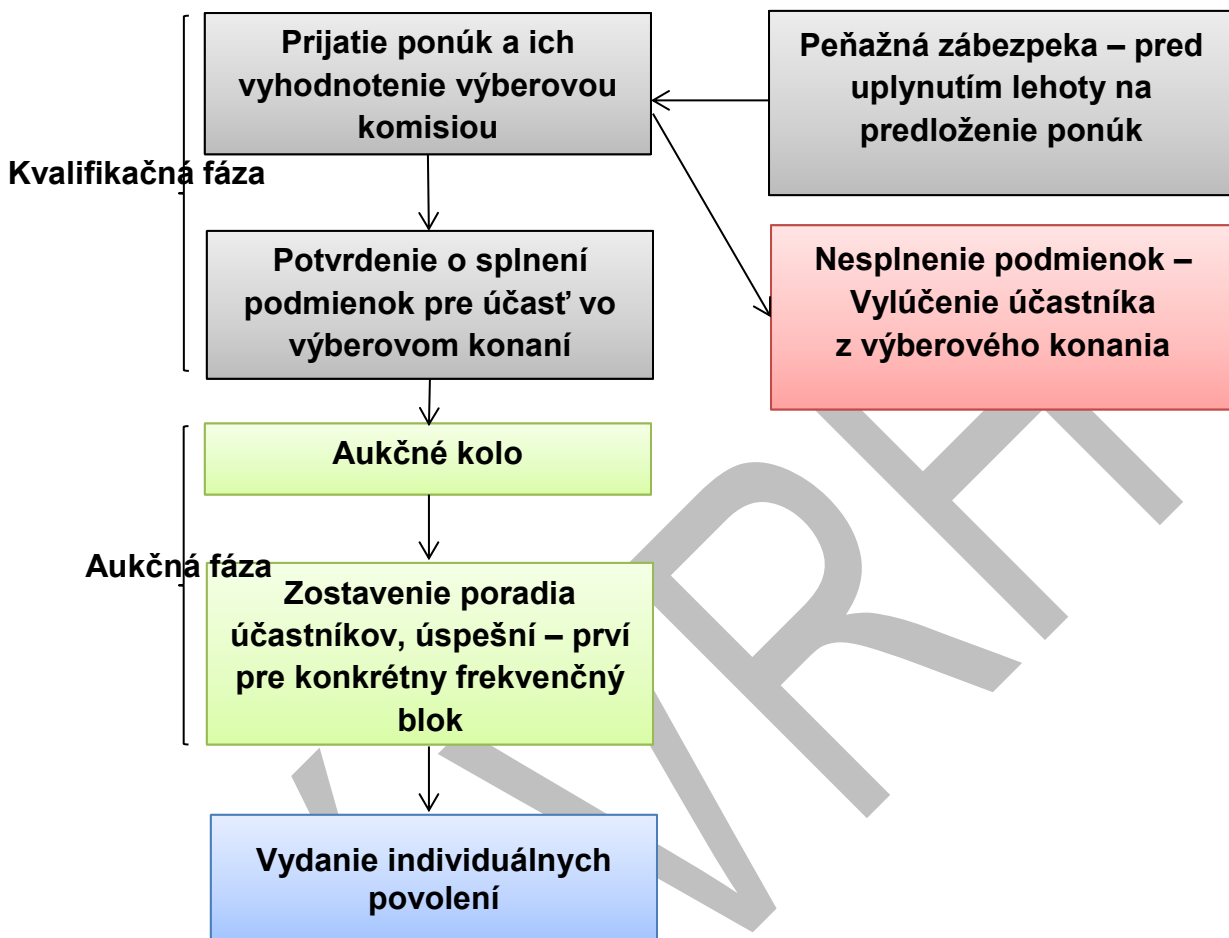 Prijatie ponúk a ich
vyhodnotenie výberovou
komisiou
Peňažná zábezpeka – pred
uplynutím lehoty na
predloženie ponúk
Kvalifikačná fáza
Potvrdenie o splnení
podmienok pre účasť vo
výberovom konaní
Nesplnenie podmienok –
Vylúčenie účastníka
z výberového konania
Aukčné kolo
Aukčná fáza
Zostavenie poradia
účastníkov, úspešní – prví
pre konkrétny frekvenčný
blok
Vydanie individuálnych
povolení